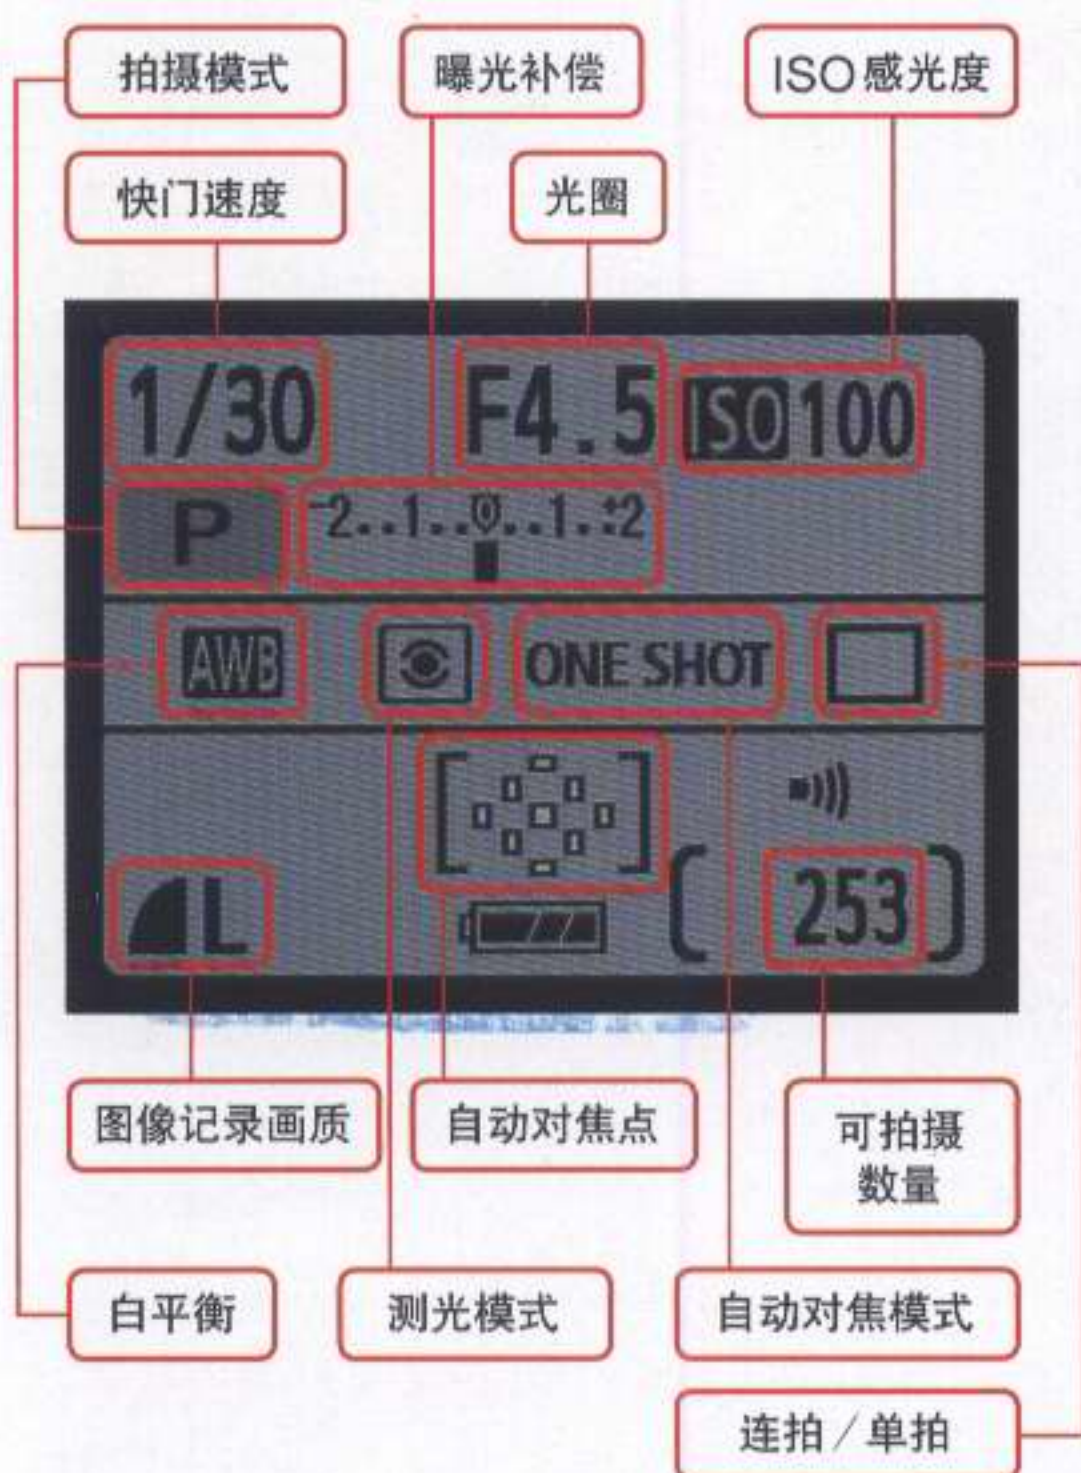 拍摄模式
曝光补偿
ISO感光度
快门速度
光圈
1/30
F4.5
ISO 100
P
-2..1..0..1..+2
AWB
ONE SHOT
L
253
图像记录画质
自动对焦点
可拍摄
数量
白平衡
测光模式
自动对焦模式
连拍/单拍